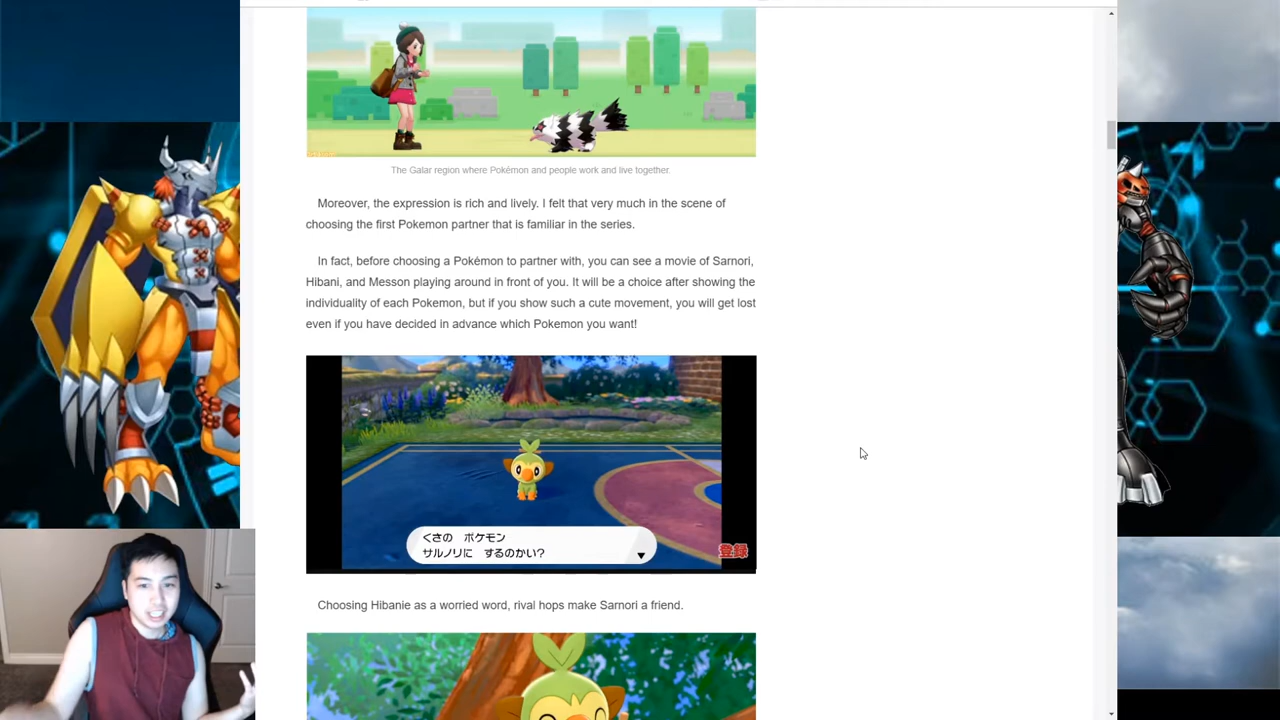 The Galar region where Pokémon and people work and live together.
Moreover, the expression is rich and lively. I felt that very much in the scene of
choosing the first Pokemon partner that is familiar in the series.
In fact, before choosing a Pokémon to partner with, you can see a movie of Sarnori,
Hibani, and Messon playing around in front of you. It will be a choice after showing the
individuality of each Pokemon, but if you show such a cute movement, you will get lost
even if you have decided in advance which Pokemon you want!
くさの ポケモン
サルノリに するのかい?
登録
Choosing Hibanie as a worried word, rival hops make Sarnori a friend.